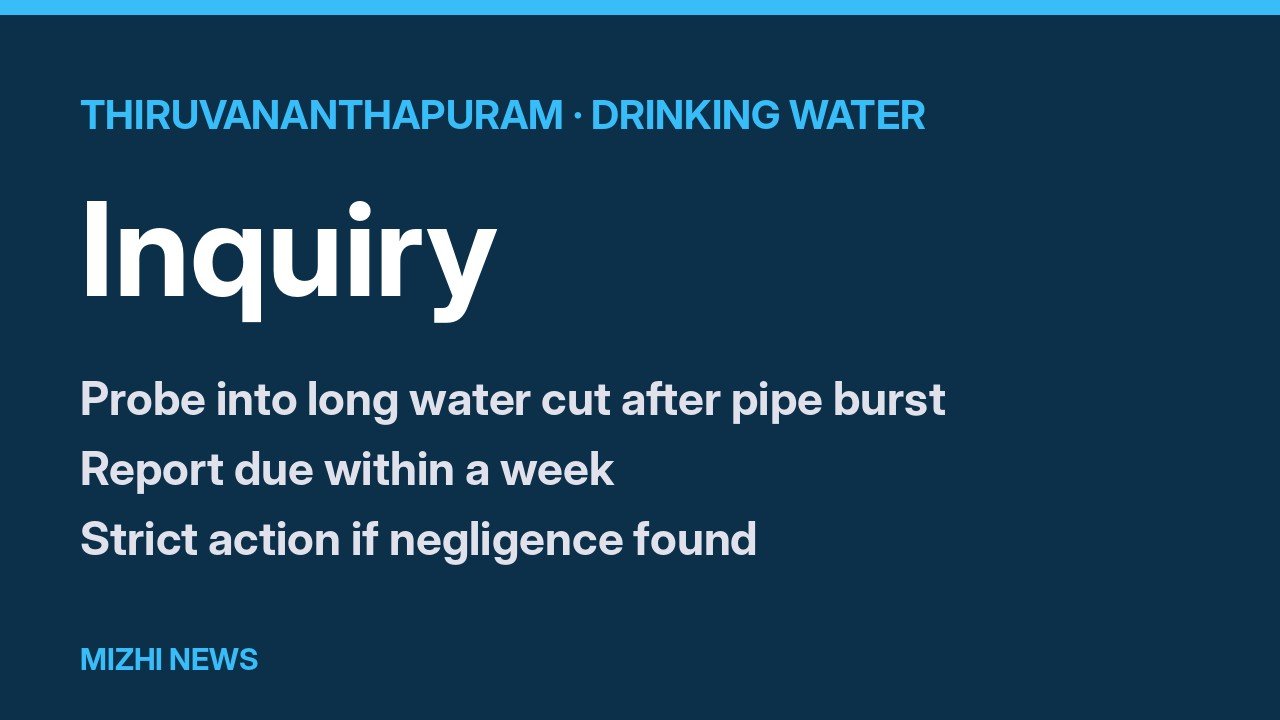 THIRUVANANTHAPURAM · DRINKING WATER
Inquiry
Probe into long water cut after pipe burst
Report due within a week
Strict action if negligence found
MIZHI NEWS